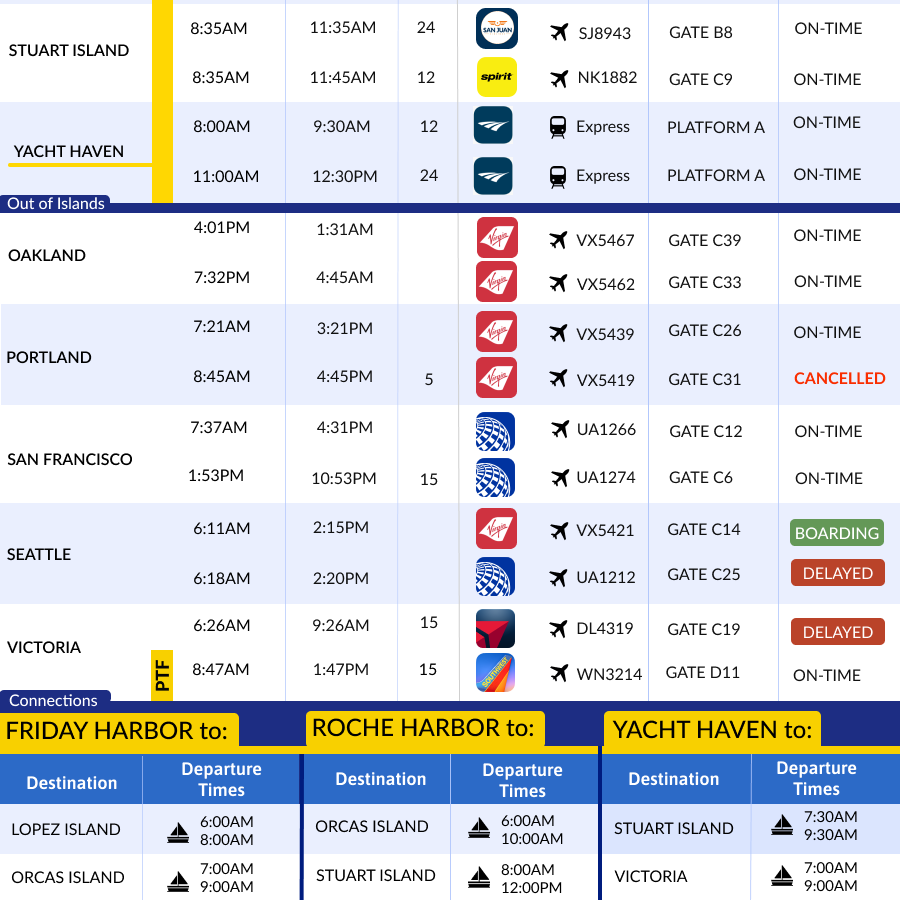 STUART ISLAND
8:35AM 11:35AM 24 SAN JUAN SJ8943 GATE B8 ON-TIME
8:35AM 11:45AM 12 spirit NK1882 GATE C9 ON-TIME
YACHT HAVEN
8:00AM 9:30AM 12 Express PLATFORM A ON-TIME
11:00AM 12:30PM 24 Express PLATFORM A ON-TIME
Out of Islands
OAKLAND
4:01PM 1:31AM Virgin VX5467 GATE C39 ON-TIME
7:32PM 4:45AM Virgin VX5462 GATE C33 ON-TIME
PORTLAND
7:21AM 3:21PM Virgin VX5439 GATE C26 ON-TIME
8:45AM 4:45PM 5 Virgin VX5419 GATE C31 CANCELLED
SAN FRANCISCO
7:37AM 4:31PM UA1266 GATE C12 ON-TIME
1:53PM 10:53PM 15 UA1274 GATE C6 ON-TIME
SEATTLE
6:11AM 2:15PM Virgin VX5421 GATE C14 BOARDING
6:18AM 2:20PM UA1212 GATE C25 DELAYED
VICTORIA
6:26AM 9:26AM 15 DL4319 GATE C19 DELAYED
PTF 8:47AM 1:47PM 15 SOUTHWEST WN3214 GATE D11 ON-TIME
Connections
FRIDAY HARBOR to:
Destination Departure
Times
LOPEZ ISLAND 6:00AM
8:00AM
ORCAS ISLAND 7:00AM
9:00AM
ROCHE HARBOR to:
Destination Departure
Times
ORCAS ISLAND 6:00AM
10:00AM
STUART ISLAND 8:00AM
12:00PM
YACHT HAVEN to:
Destination Departure
Times
STUART ISLAND 7:30AM
9:30AM
VICTORIA 7:00AM
9:00AM